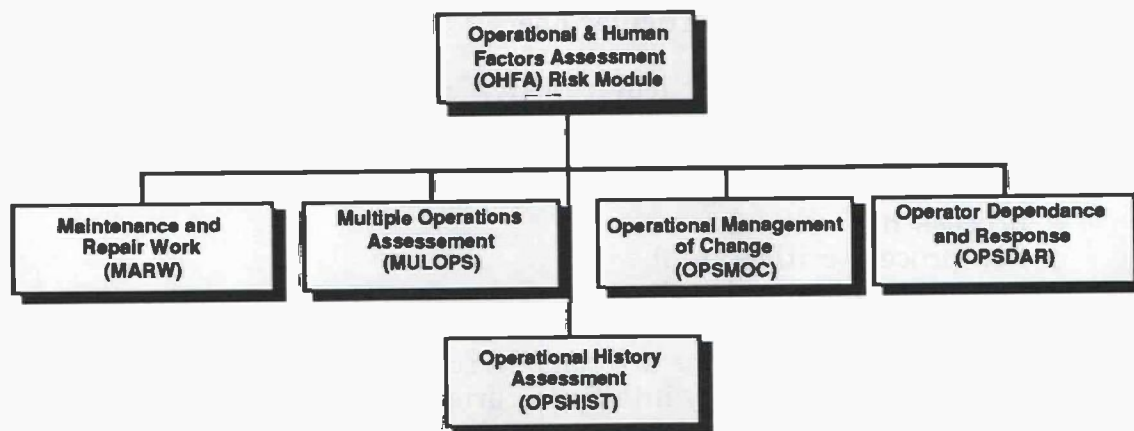 Operational & Human
Factors Assessment
(OHFA) Risk Module
Maintenance and
Repair Work
(MARW)
Multiple Operations
Assessement
(MULOPS)
Operational Management
of Change
(OPSMOC)
Operator Dependance
and Response
(OPSDAR)
Operational History
Assessment
(OPSHIST)